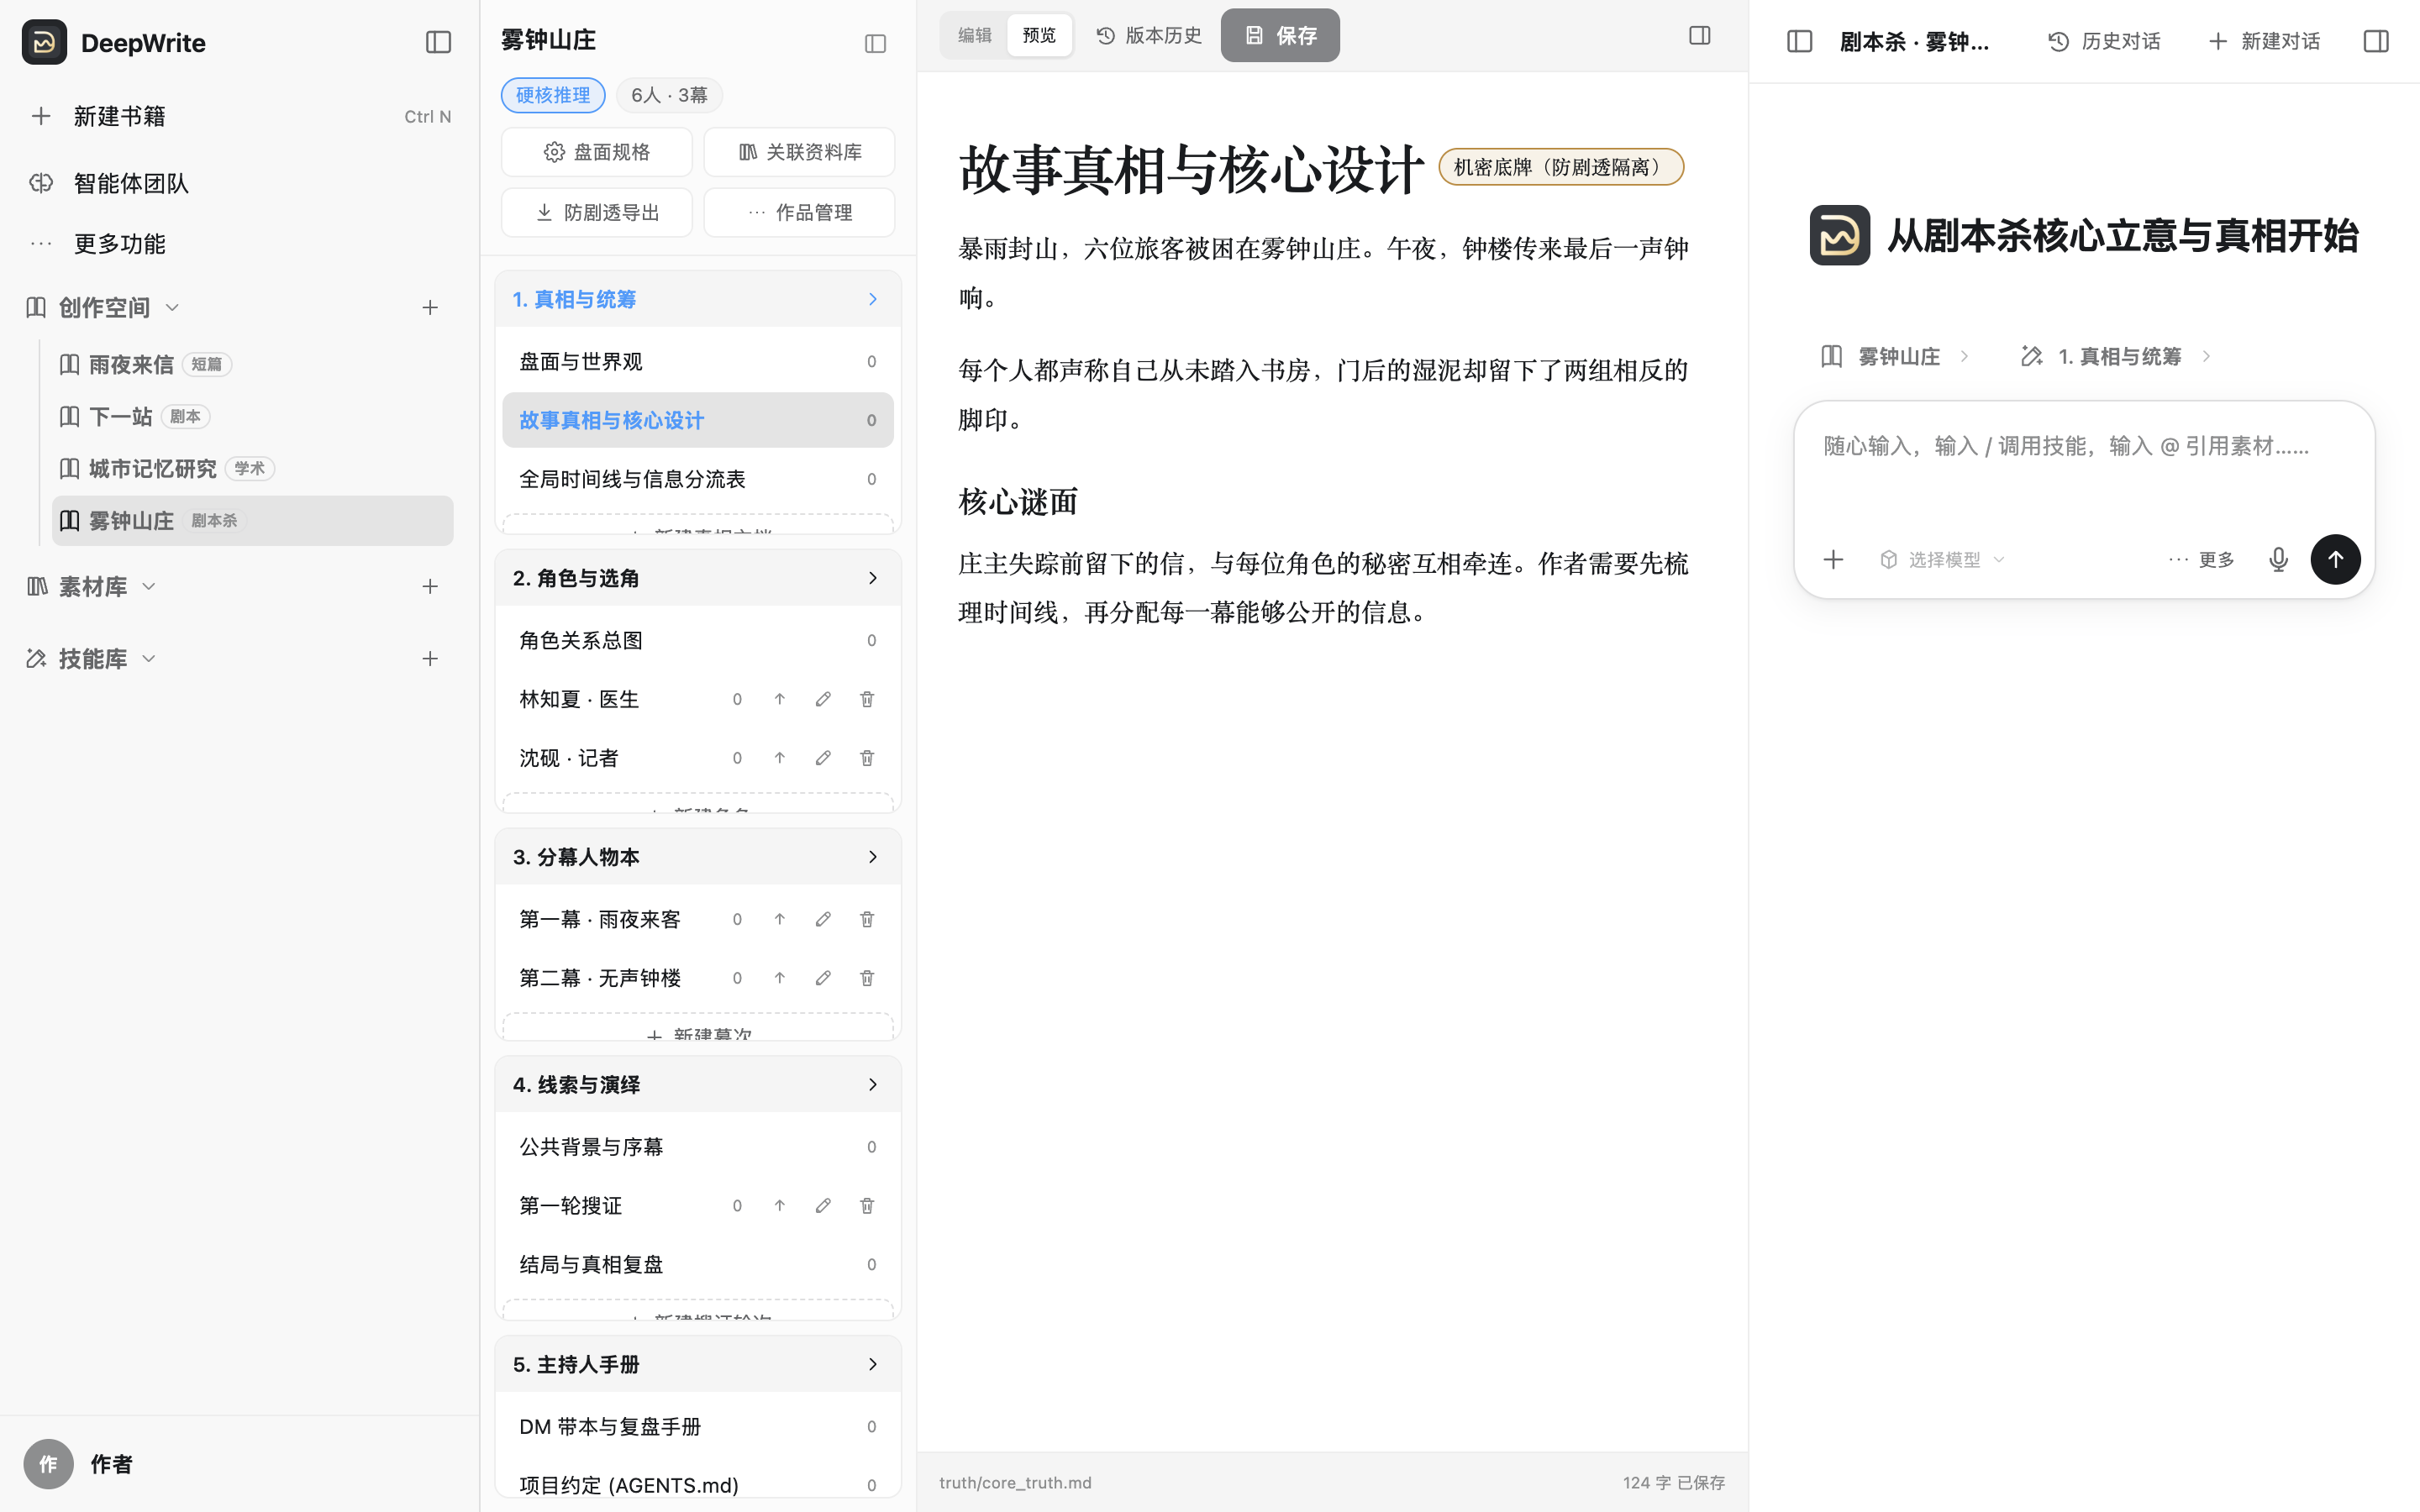 DeepWrite
新建书籍 Ctrl N
智能体团队
更多功能
创作空间
雨夜来信 短篇
下一站 剧本
城市记忆研究 学术
雾钟山庄 剧本杀
素材库
技能库
作 作者
雾钟山庄
硬核推理 6人 · 3幕
盘面规格 关联资料库
防剧透导出 作品管理
1. 真相与统筹
盘面与世界观 0
故事真相与核心设计 0
全局时间线与信息分流表 0
新建真相文档
2. 角色与选角
角色关系总图 0
林知夏 · 医生 0
沈砚 · 记者 0
新建角色
3. 分幕人物本
第一幕 · 雨夜来客 0
第二幕 · 无声钟楼 0
新建幕次
4. 线索与演绎
公共背景与序幕 0
第一轮搜证 0
结局与真相复盘 0
新建搜证轮次
5. 主持人手册
DM 带本与复盘手册 0
项目约定 (AGENTS.md) 0
编辑 预览 版本历史 保存
故事真相与核心设计 机密底牌（防剧透隔离）
暴雨封山，六位旅客被困在雾钟山庄。午夜，钟楼传来最后一声钟
响。
每个人都声称自己从未踏入书房，门后的湿泥却留下了两组相反的
脚印。
核心谜面
庄主失踪前留下的信，与每位角色的秘密互相牵连。作者需要先梳
理时间线，再分配每一幕能够公开的信息。
truth/core_truth.md 124 字 已保存
剧本杀 · 雾钟... 历史对话 新建对话
从剧本杀核心立意与真相开始
雾钟山庄 1. 真相与统筹
随心输入，输入 / 调用技能，输入 @ 引用素材......
选择模型 更多